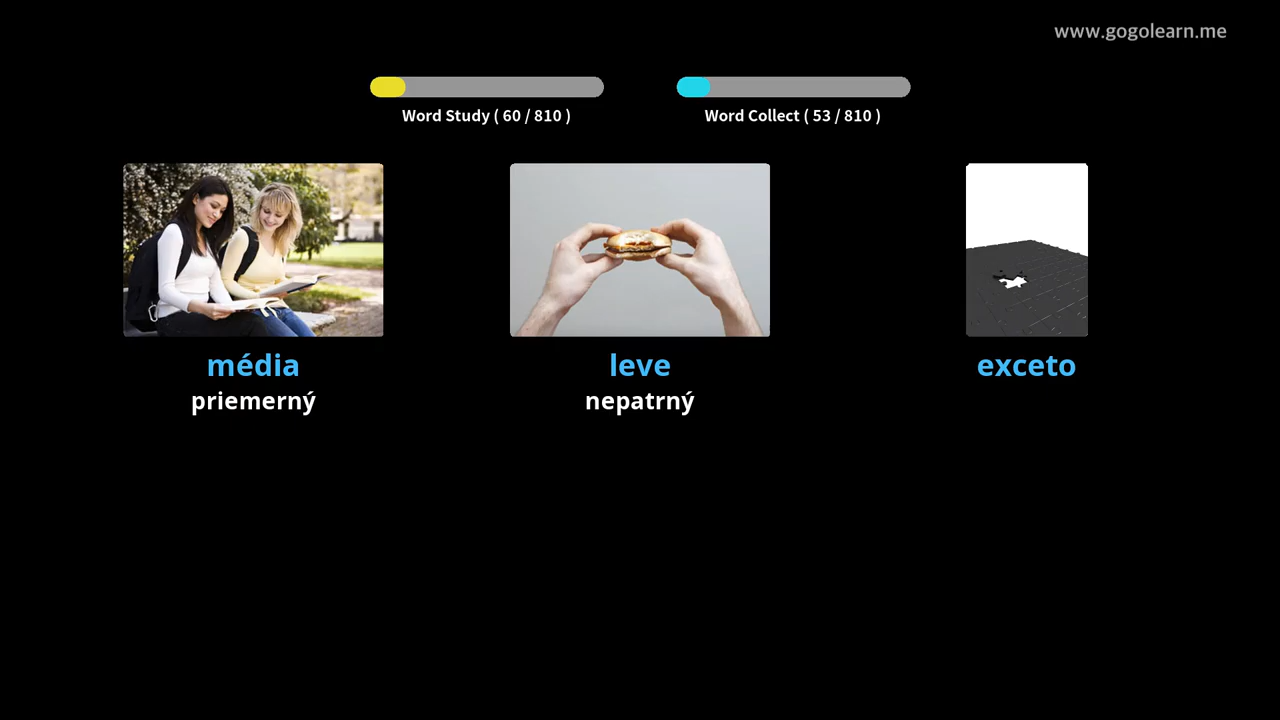 www.gogolearn.me
Word Study ( 60 / 810 )
Word Collect ( 53 / 810 )
média
priemerný
leve
nepatrný
exceto